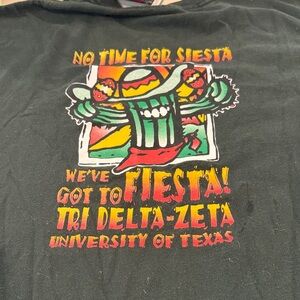 NO TIME FOR SIESTA
WE'VE
GOT TO FIESTA!
TRI DELTA-ZETA
UNIVERSITY OF TEXAS